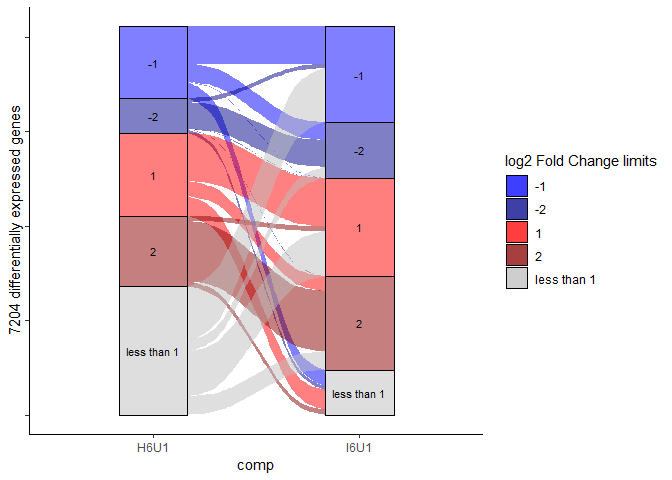 7204 differentially expressed genes
-1
-2
1
2
less than 1
-1
-2
1
2
less than 1
H6U1
I6U1
comp
log2 Fold Change limits
-1
-2
1
2
less than 1